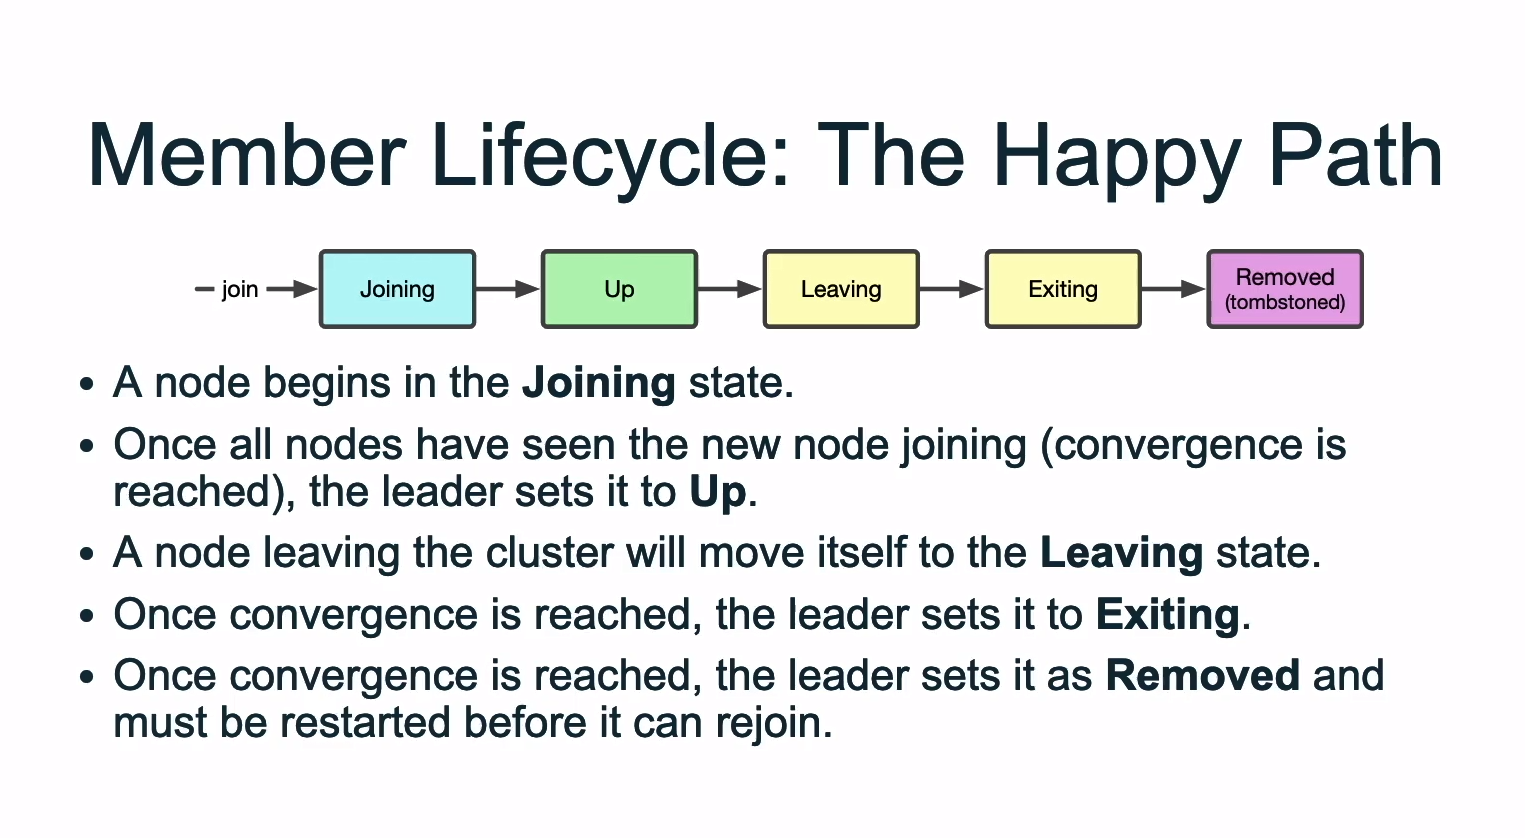 Member Lifecycle: The Happy Path
join
Joining
Up
Leaving
Exiting
Removed
(tombstoned)
• A node begins in the Joining state.
• Once all nodes have seen the new node joining (convergence is
reached), the leader sets it to Up.
• A node leaving the cluster will move itself to the Leaving state.
• Once convergence is reached, the leader sets it to Exiting.
• Once convergence is reached, the leader sets it as Removed and
must be restarted before it can rejoin.